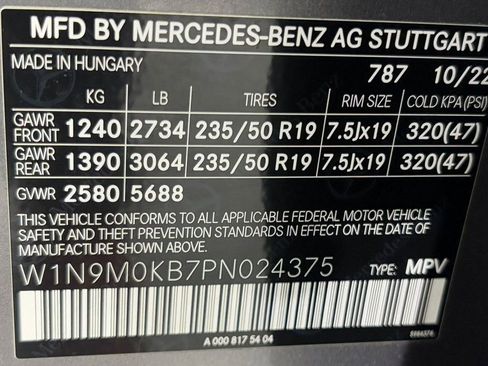 MFD BY MERCEDES-BENZ AG STUTTGART
MADE IN HUNGARY 787 10/22
KG LB TIRES RIM SIZE COLD KPA (PSI)
GAWR FRONT 1240 2734 235/50 R19 7.5Jx19 320(47)
GAWR REAR 1390 3064 235/50 R19 7.5Jx19 320(47)
GVWR 2580 5688
THIS VEHICLE CONFORMS TO ALL APPLICABLE FEDERAL MOTOR VEHICLE
SAFETY AND THEFT PREVENTION STANDARDS IN EFFECT ON THE DATE
OF MANUFACTURE SHOWN ABOVE.
W1N9M0KB7PN024375 TYPE: MPV
A 000 817 54 04